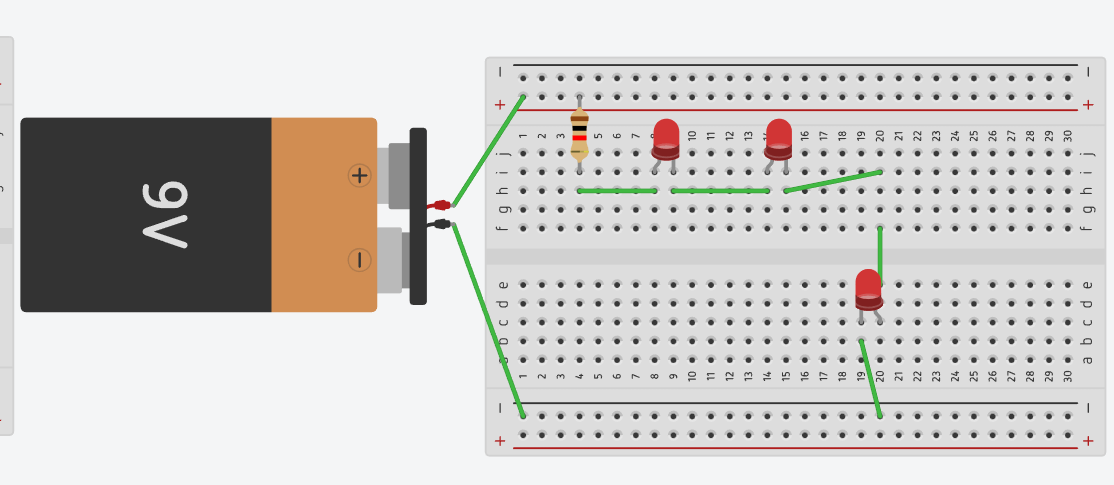 9V
+
−
− −
+ +
1 2 3 4 5 6 7 8 9 10 11 12 13 14 15 16 17 18 19 20 21 22 23 24 25 26 27 28 29 30
j j
i i
h h
g g
f f
e e
d d
c c
b b
a a
1 2 3 4 5 6 7 8 9 10 11 12 13 14 15 16 17 18 19 20 21 22 23 24 25 26 27 28 29 30
− −
+ +